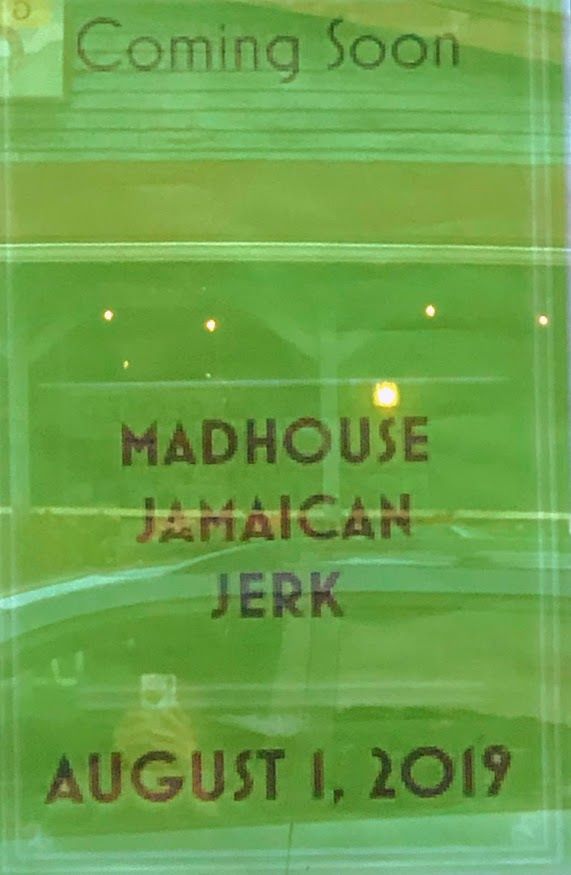 Coming Soon
MADHOUSE
JAMAICAN
JERK
AUGUST 1, 2019